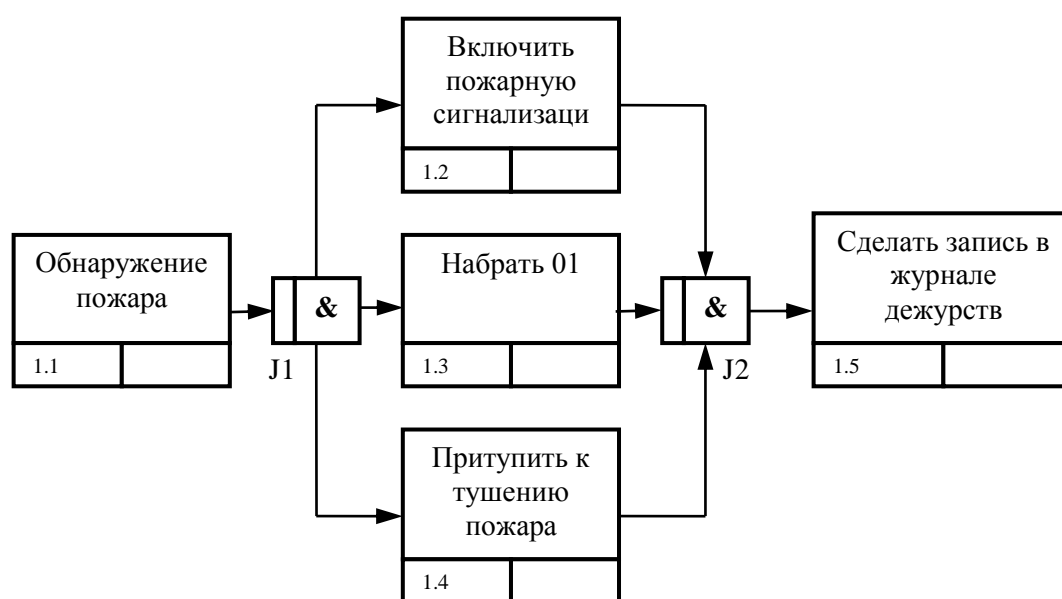 Включить
пожарную
сигнализаци
1.2
Обнаружение
пожара
1.1
&
J1
Набрать 01
1.3
&
J2
Сделать запись в
журнале
дежурств
1.5
Притупить к
тушению
пожара
1.4